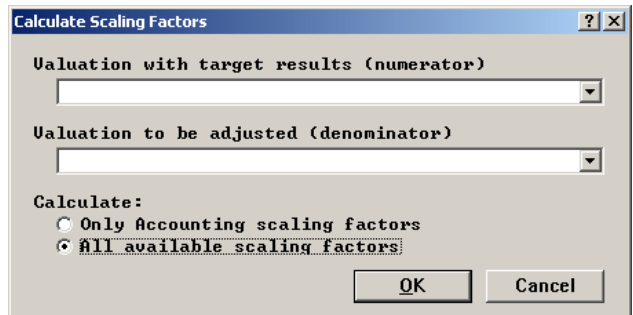 Calculate Scaling Factors
Valuation with target results (numerator)
Valuation to be adjusted (denominator)
Calculate:
Only Accounting scaling factors
All available scaling factors
OK Cancel